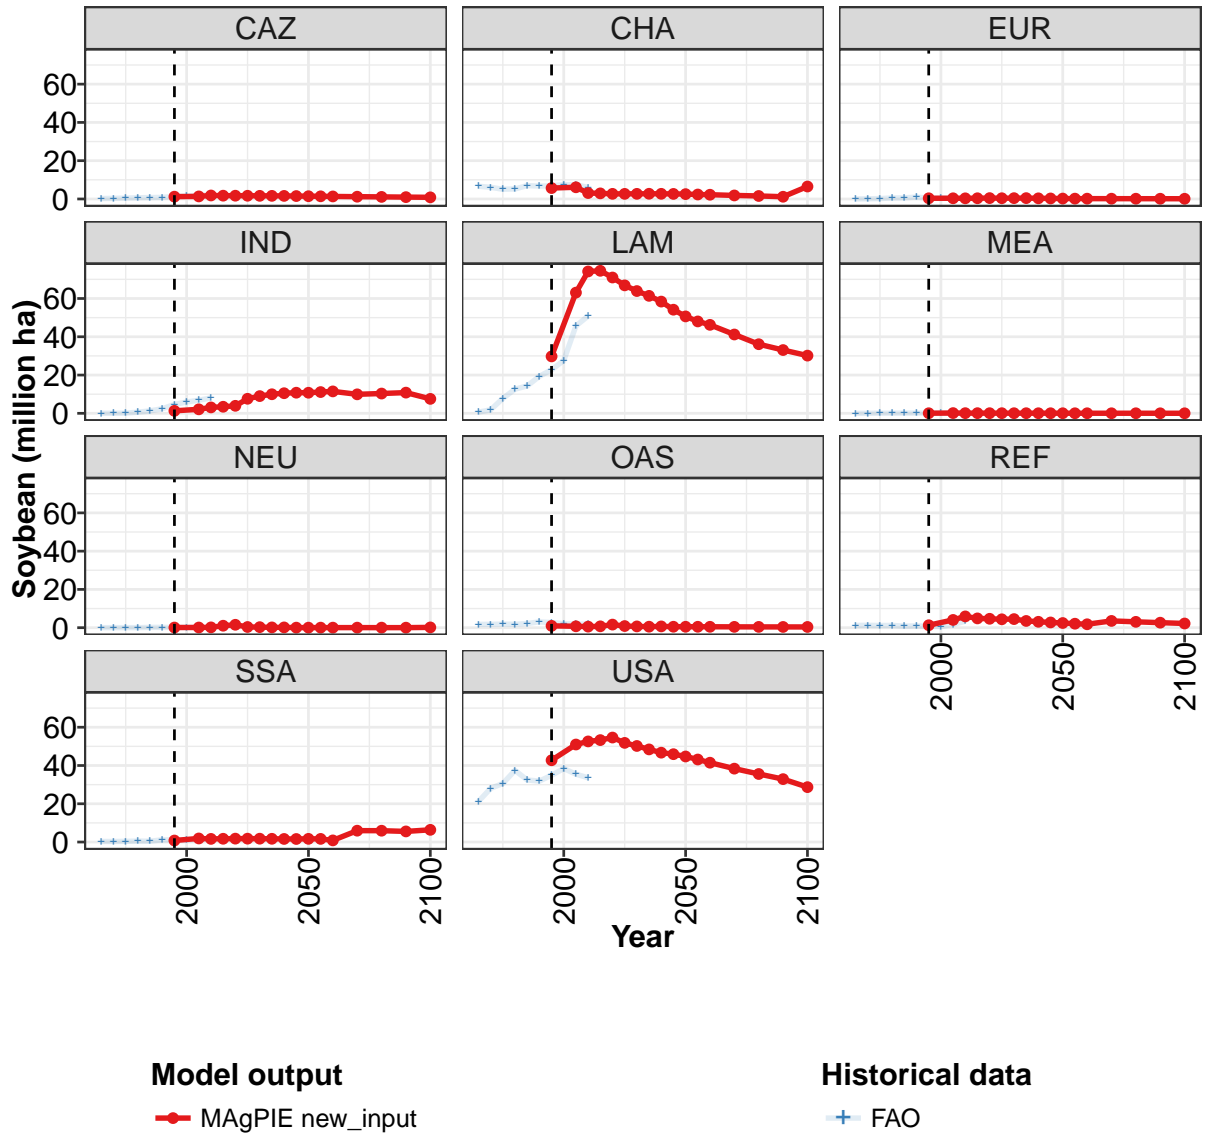 CAZ CHA EUR
60
40
20
0
IND LAM MEA
60
40
20
0
NEU OAS REF
60
40
20
0
2000 2050 2100
SSA USA
60
40
20
0
2000 2050 2100 2000 2050 2100
Soybean (million ha)
Year
Model output Historical data
MAgPIE new_input FAO